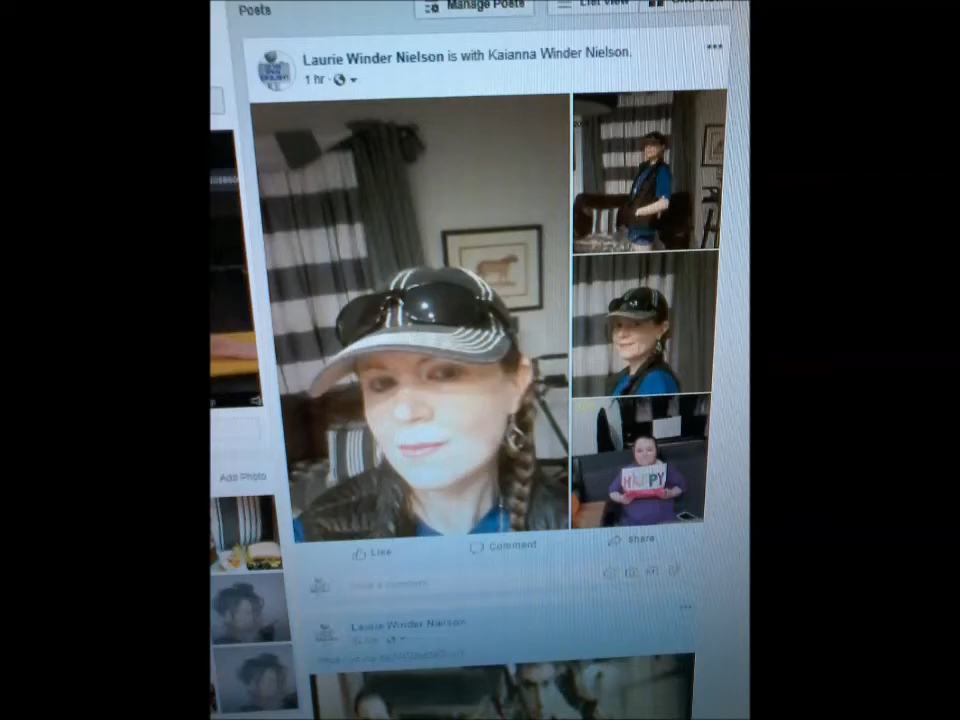 Posts
Manage Posts
List View
Laurie Winder Nielson is with Kaianna Winder Nielson.
1 hr
HAPPY
Add Photo
Like
Comment
Share
Laurie Winder Nielson